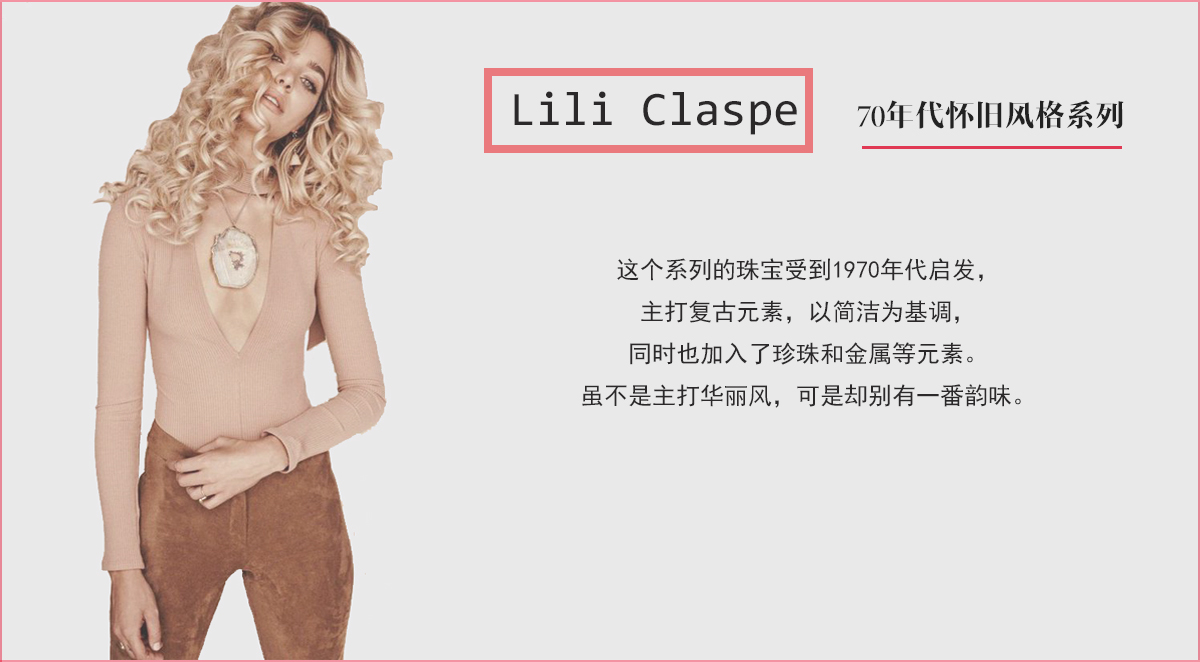 Lili Claspe
70年代怀旧风格系列
这个系列的珠宝受到1970年代启发，
主打复古元素，以简洁为基调，
同时也加入了珍珠和金属等元素。
虽不是主打华丽风，可是却别有一番韵味。